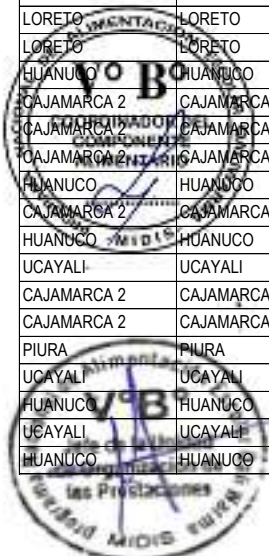 LORETO LORETO
LORETO LORETO
HUANUCO HUANUCO
CAJAMARCA 2 CAJAMARCA
CAJAMARCA 2 CAJAMARCA
CAJAMARCA 2 CAJAMARCA
HUANUCO HUANUCO
CAJAMARCA 2 CAJAMARCA
HUANUCO HUANUCO
UCAYALI UCAYALI
CAJAMARCA 2 CAJAMARCA
CAJAMARCA 2 CAJAMARCA
PIURA PIURA
UCAYALI UCAYALI
HUANUCO HUANUCO
UCAYALI UCAYALI
HUANUCO HUANUCO
V° B°
COORDINADOR DEL
COMPONENTE
ALIMENTARIO
MIDIS
V° B°
las Prestaciones
MIDIS